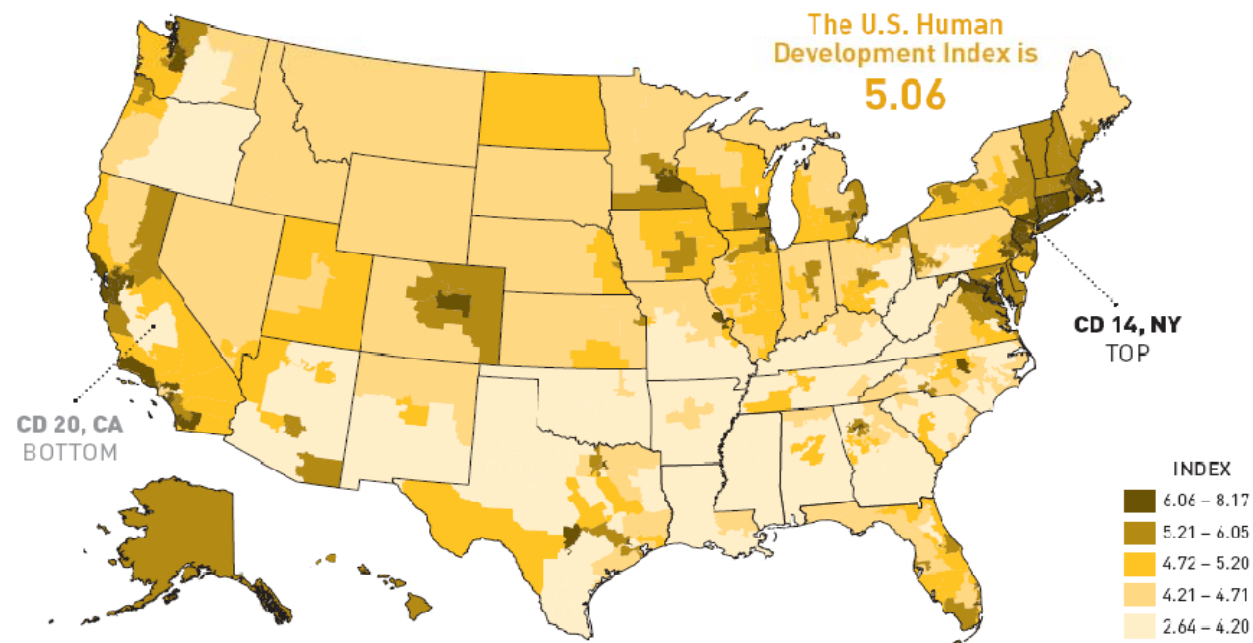 The U.S. Human
Development Index is
5.06
CD 14, NY
TOP
CD 20, CA
BOTTOM
INDEX
6.06 – 8.17
5.21 – 6.05
4.72 – 5.20
4.21 – 4.71
2.64 – 4.20